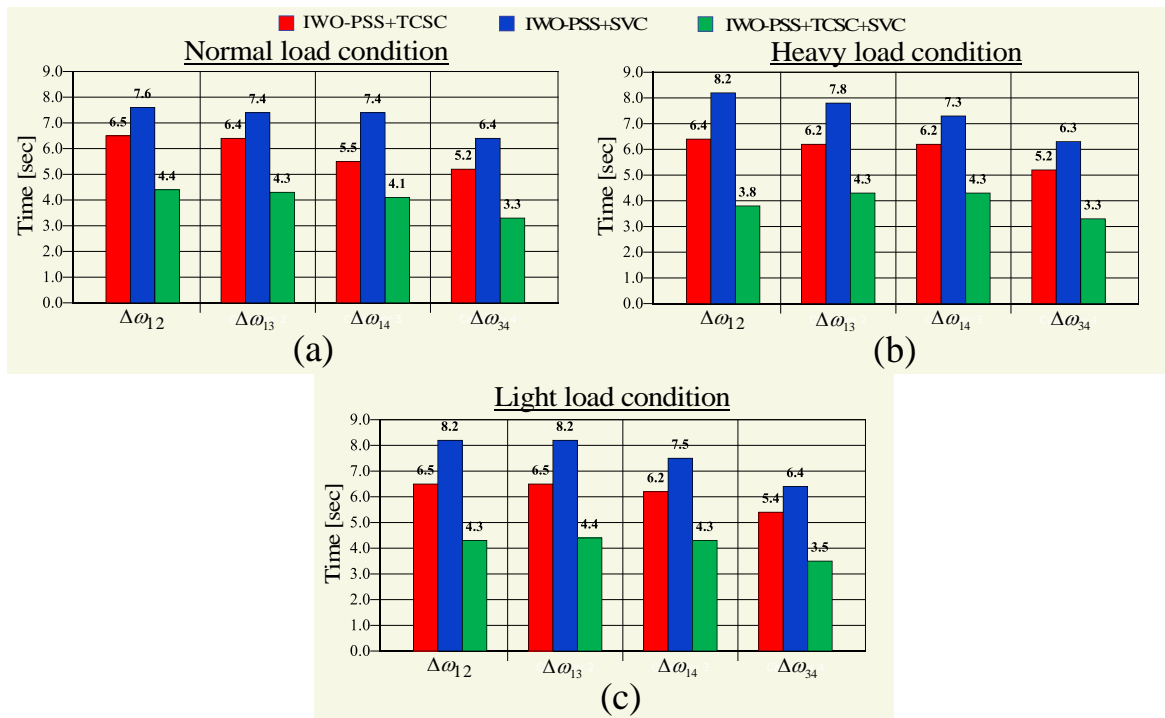 IWO-PSS+TCSC IWO-PSS+SVC IWO-PSS+TCSC+SVC
Normal load condition
Time [sec]
9.0
8.0
7.0
6.0
5.0
4.0
3.0
2.0
1.0
0.0
6.5 7.6 4.4 6.4 7.4 4.3 5.5 7.4 4.1 5.2 6.4 3.3
Δω12 Δω13 Δω14 Δω34
(a)
Heavy load condition
Time [sec]
9.0
8.0
7.0
6.0
5.0
4.0
3.0
2.0
1.0
0.0
6.4 8.2 3.8 6.2 7.8 4.3 6.2 7.3 4.3 5.2 6.3 3.3
Δω12 Δω13 Δω14 Δω34
(b)
Light load condition
Time [sec]
9.0
8.0
7.0
6.0
5.0
4.0
3.0
2.0
1.0
0.0
6.5 8.2 4.3 6.5 8.2 4.4 6.2 7.5 4.3 5.4 6.4 3.5
Δω12 Δω13 Δω14 Δω34
(c)